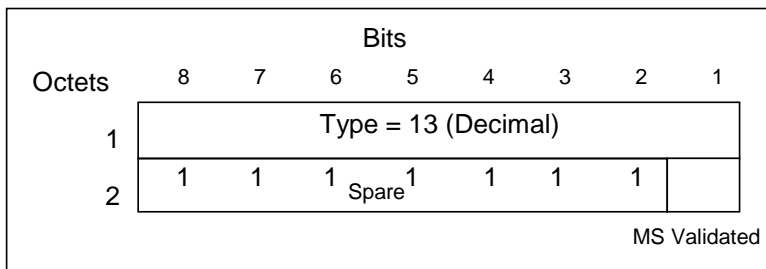 Bits
Octets 8 7 6 5 4 3 2 1
1 Type = 13 (Decimal)
1 1 1 1 1 1 1
2 Spare
MS Validated